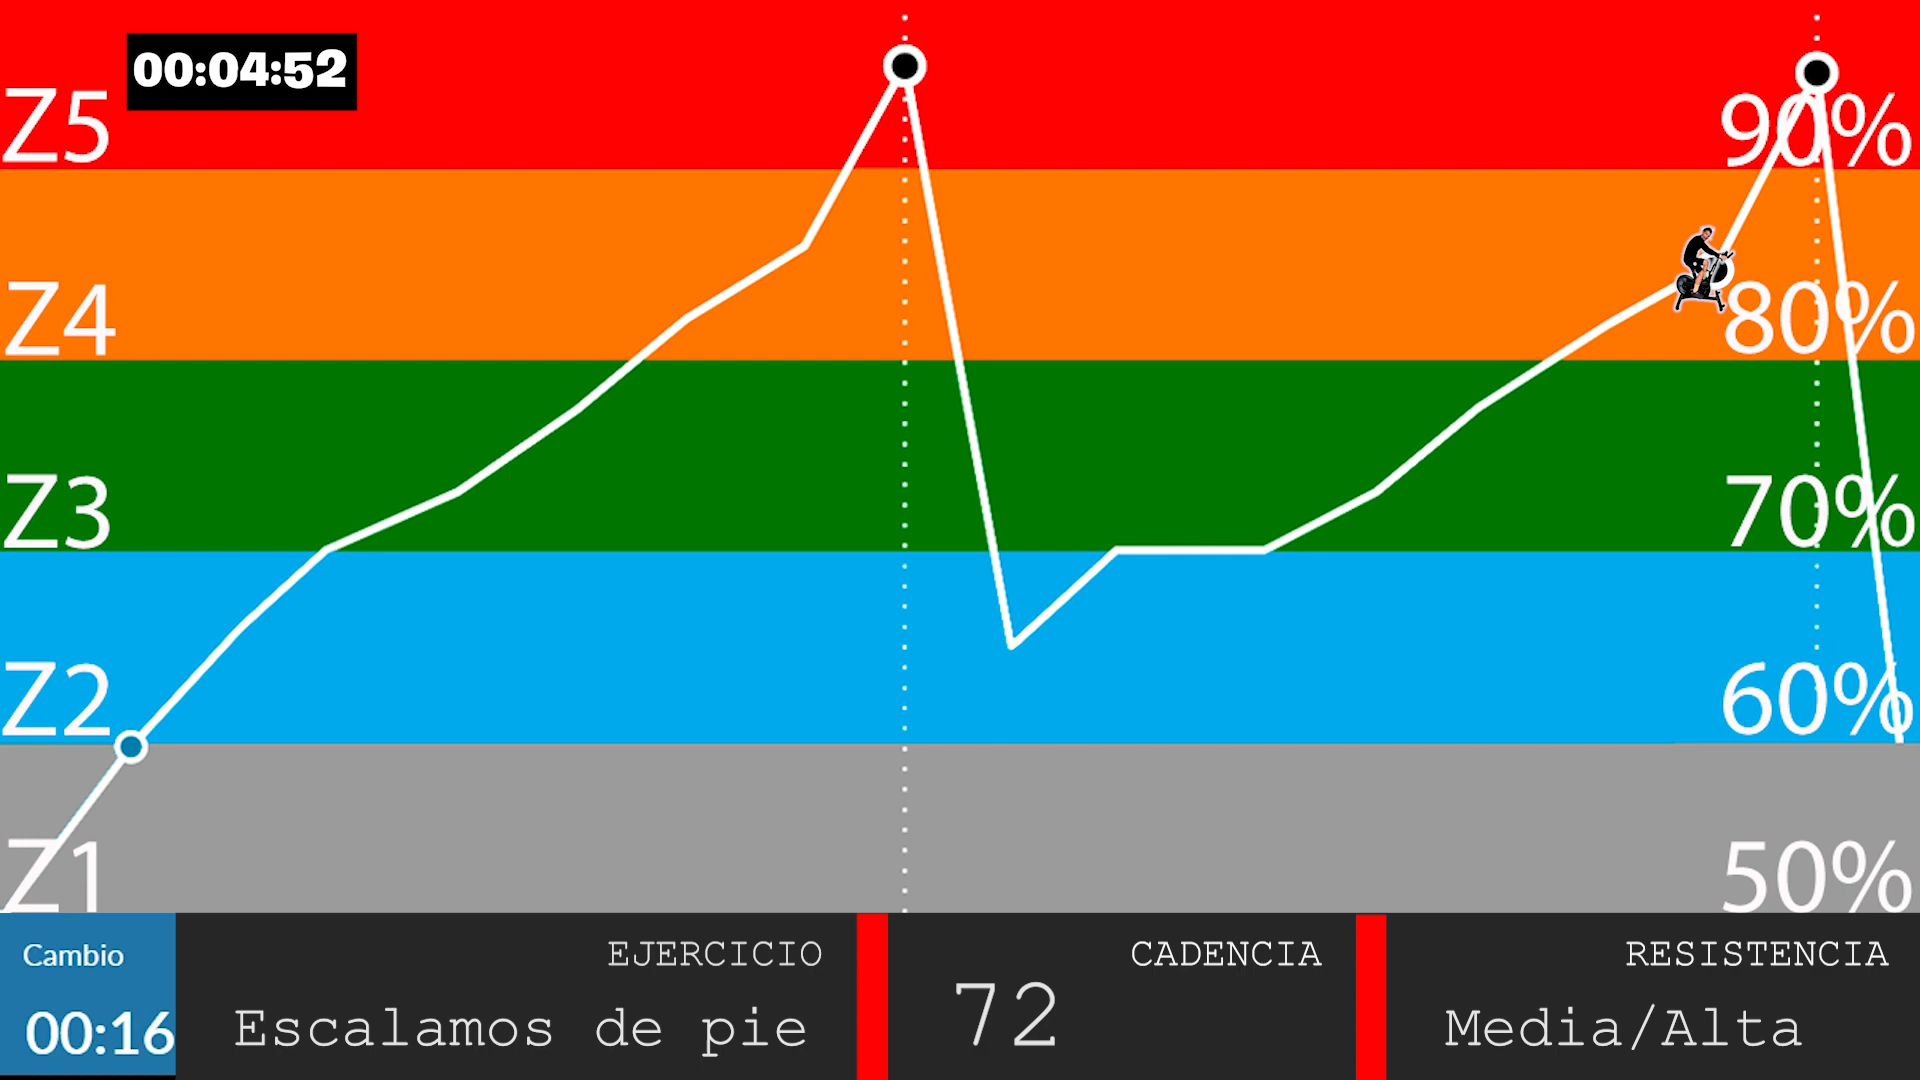 00:04:52
Z5 90%
Z4 80%
Z3 70%
Z2 60%
Z1 50%
Cambio
00:16
EJERCICIO
Escalamos de pie
CADENCIA
72
RESISTENCIA
Media/Alta